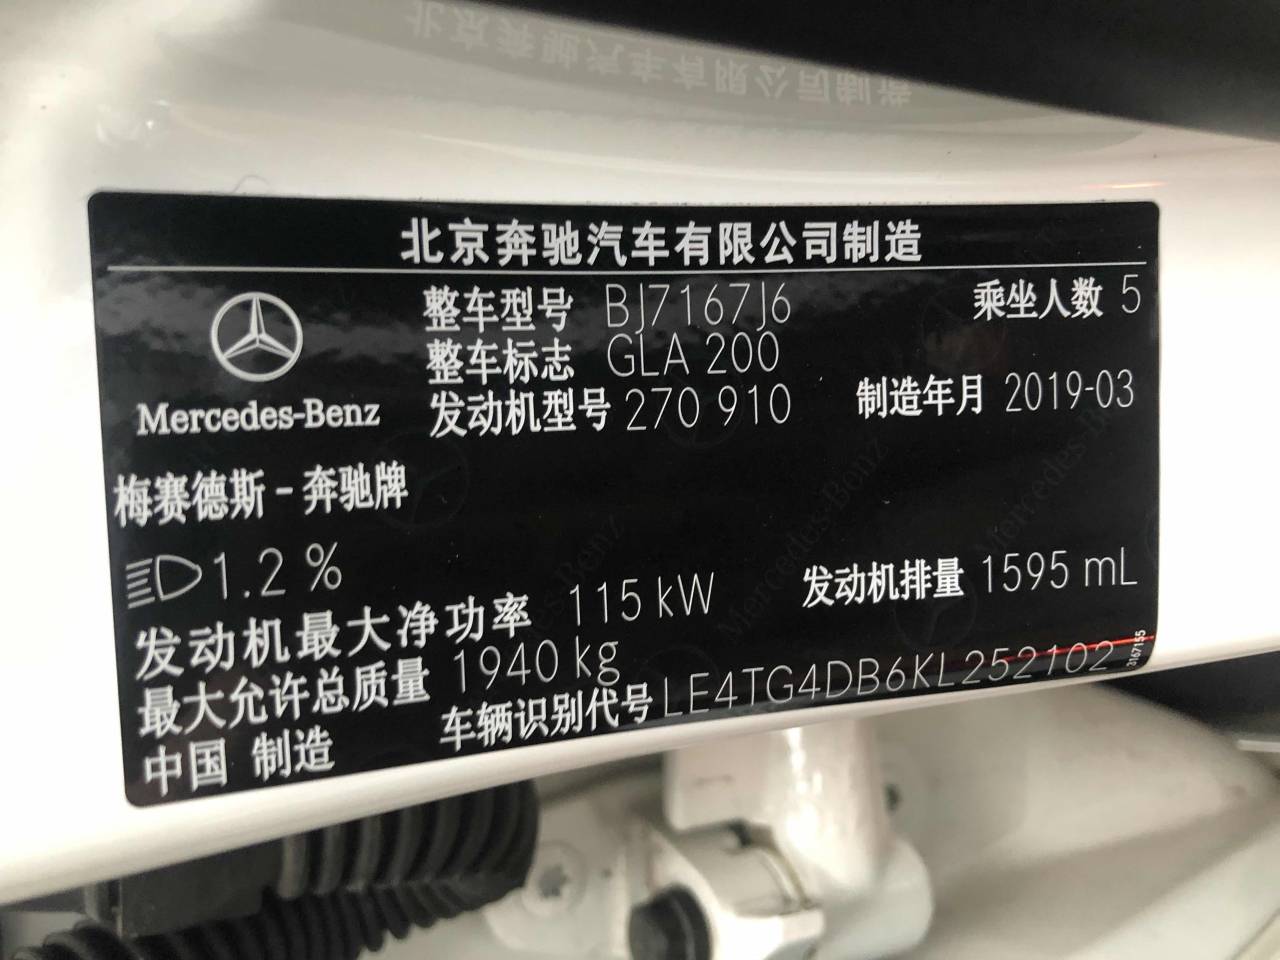 北京奔驰汽车有限公司制造
整车型号 BJ7167J6 乘坐人数 5
整车标志 GLA 200
发动机型号 270 910 制造年月 2019-03
Mercedes-Benz
梅赛德斯-奔驰牌
1.2 %
发动机最大净功率 115 kW 发动机排量 1595 mL
最大允许总质量 1940 kg
中国 制造 车辆识别代号 LE4TG4DB6KL252102
3167155